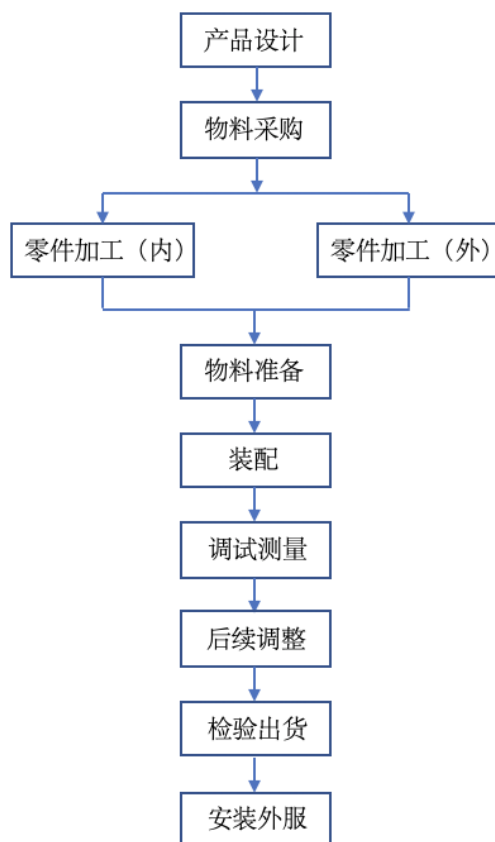 产品设计
物料采购
零件加工（内）
零件加工（外）
物料准备
装配
调试测量
后续调整
检验出货
安装外服